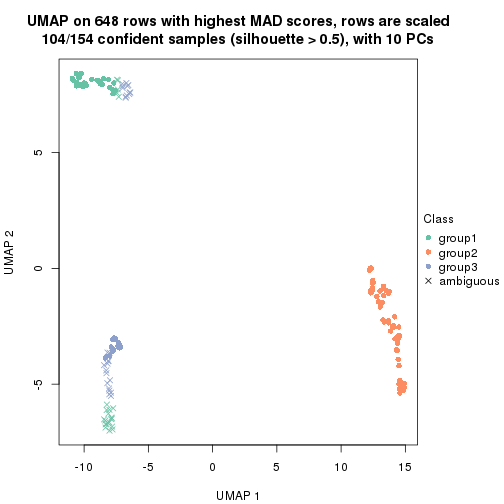 UMAP on 648 rows with highest MAD scores, rows are scaled
104/154 confident samples (silhouette > 0.5), with 10 PCs
5
0
-5
UMAP 2
-10
-5
0
5
10
15
UMAP 1
Class
group1
group2
group3
ambiguous